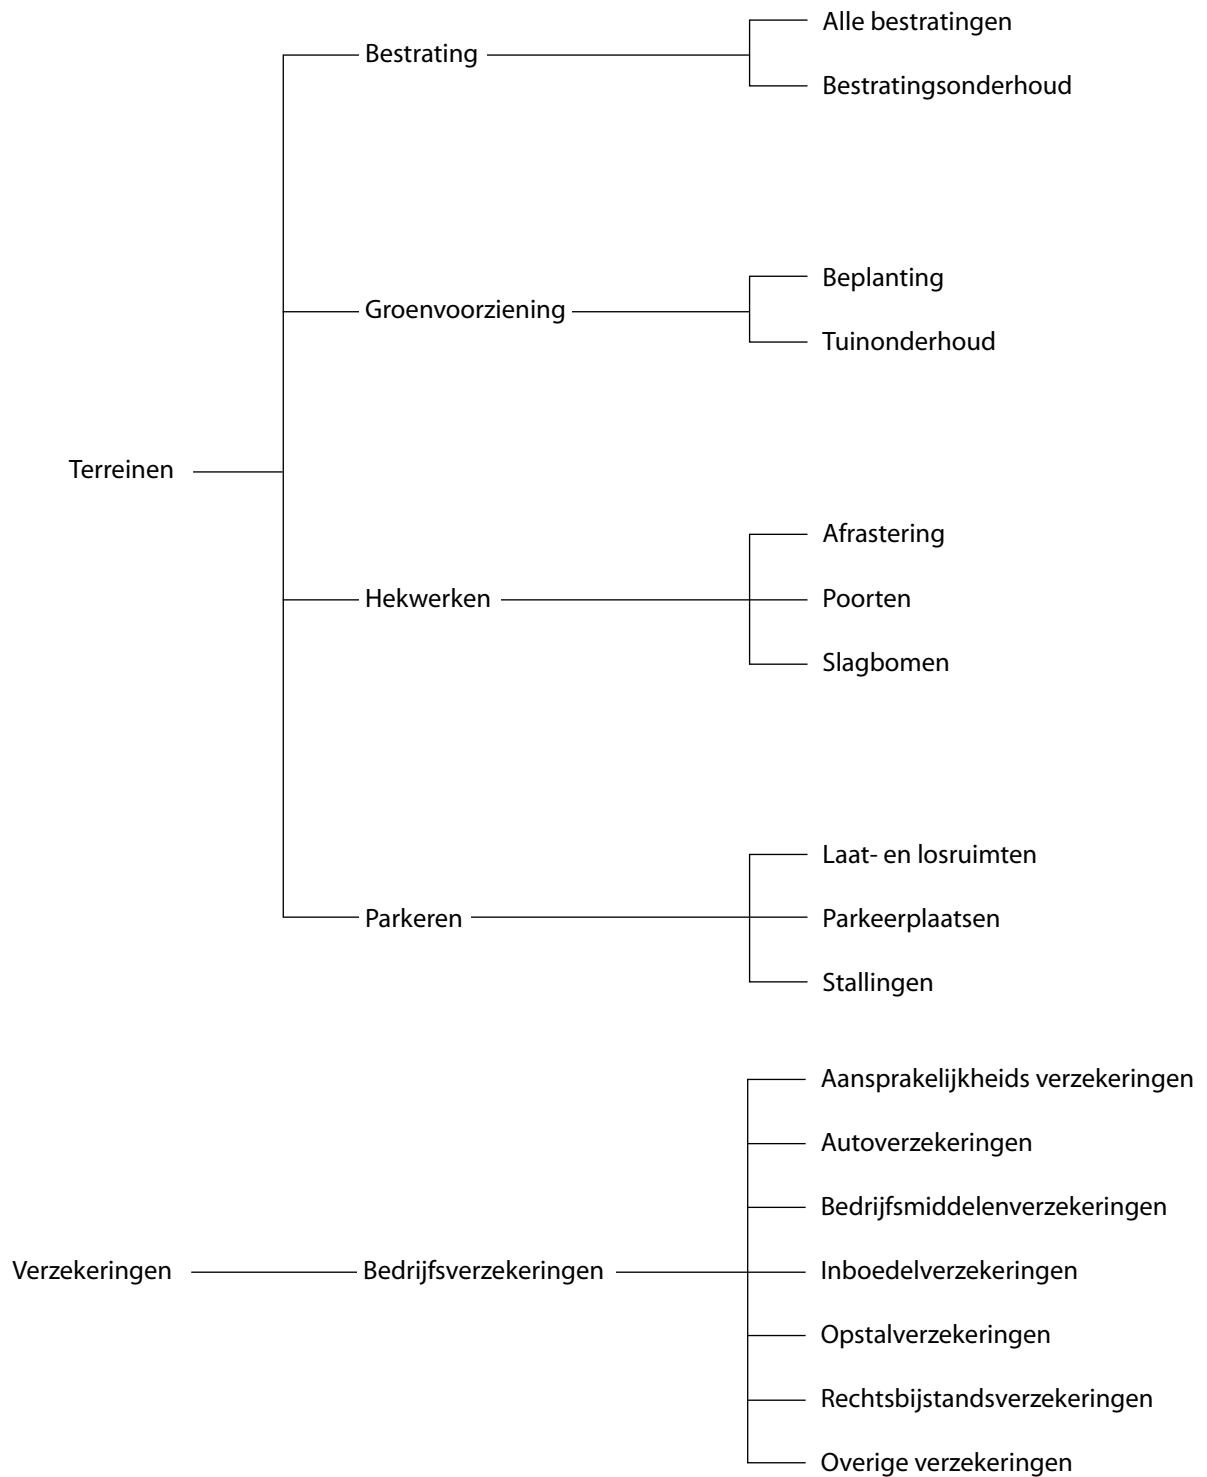 Terreinen
Bestrating
Alle bestratingen
Bestratingsonderhoud
Groenvoorziening
Beplanting
Tuinonderhoud
Hekwerken
Afrastering
Poorten
Slagbomen
Parkeren
Laat- en losruimten
Parkeerplaatsen
Stallingen
Verzekeringen
Bedrijfsverzekeringen
Aansprakelijkheids verzekeringen
Autoverzekeringen
Bedrijfsmiddelenverzekeringen
Inboedelverzekeringen
Opstalverzekeringen
Rechtsbijstandsverzekeringen
Overige verzekeringen